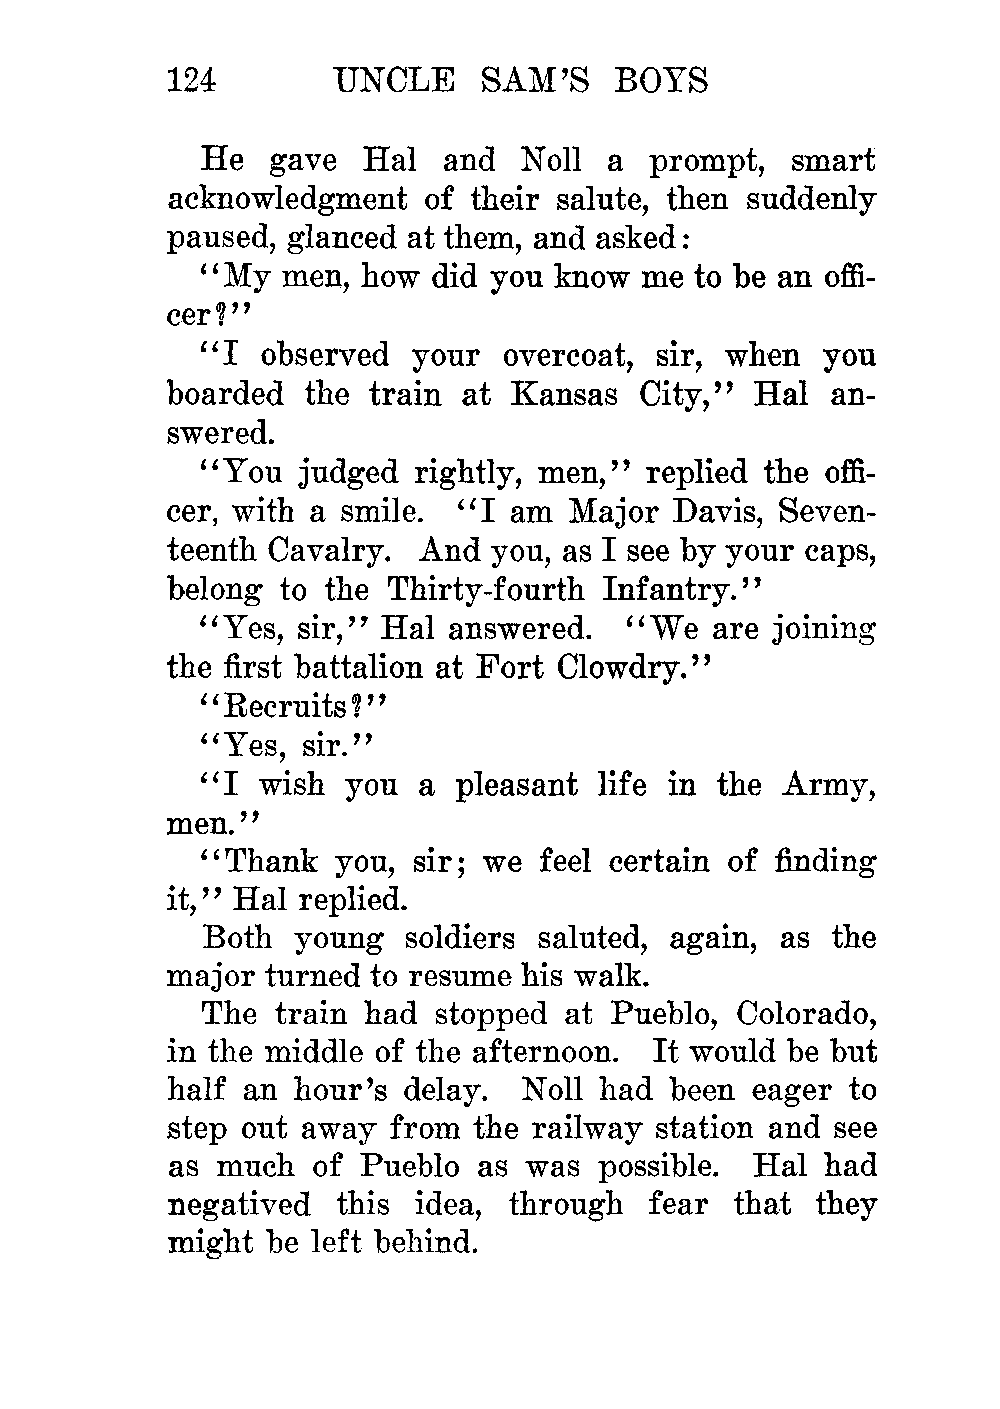 124 UNCLE SAM'S BOYS
He gave Hal and Noll a prompt, smart
acknowledgment of their salute, then suddenly
paused, glanced at them, and asked:
"My men, how did you know me to be an offi-
cer?"
"I observed your overcoat, sir, when you
boarded the train at Kansas City," Hal an-
swered.
"You judged rightly, men," replied the offi-
cer, with a smile. "I am Major Davis, Seven-
teenth Cavalry. And you, as I see by your caps,
belong to the Thirty-fourth Infantry."
"Yes, sir," Hal answered. "We are joining
the first battalion at Fort Clowdry."
"Recruits?"
"Yes, sir."
"I wish you a pleasant life in the Army,
men."
"Thank you, sir; we feel certain of finding
it," Hal replied.
Both young soldiers saluted, again, as the
major turned to resume his walk.
The train had stopped at Pueblo, Colorado,
in the middle of the afternoon. It would be but
half an hour's delay. Noll had been eager to
step out away from the railway station and see
as much of Pueblo as was possible. Hal had
negatived this idea, through fear that they
might be left behind.